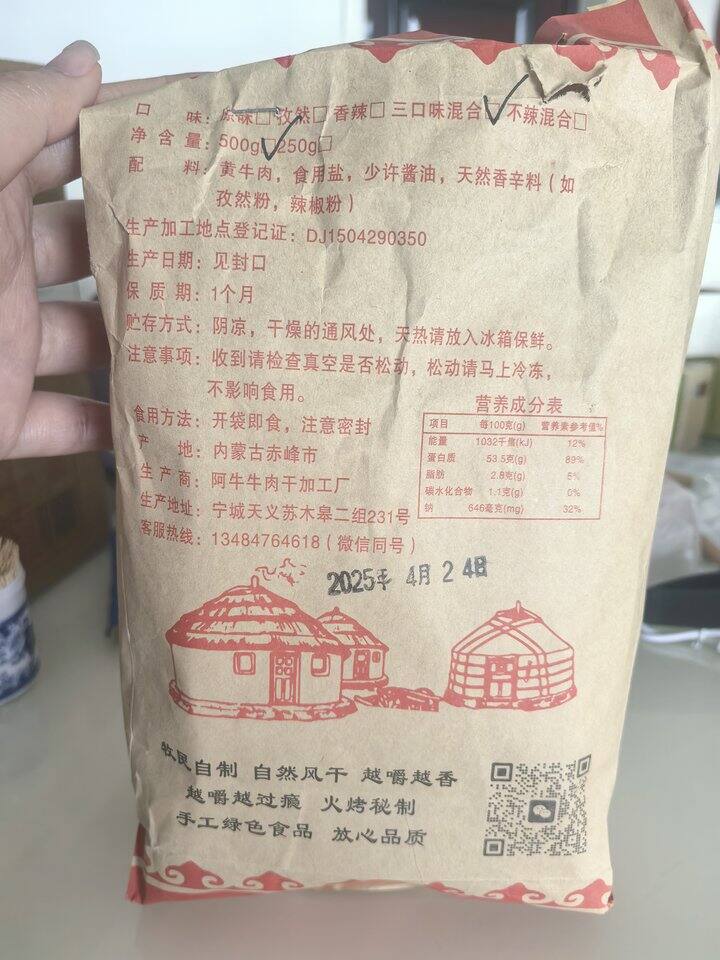 口 味：原味□ 孜然□ 香辣□ 三口味混合□ 不辣混合□
净含量：500g□ 250g□
配 料：黄牛肉，食用盐，少许酱油，天然香辛料（如
孜然粉，辣椒粉）
生产加工地点登记证：DJ1504290350
生产日期：见封口
保质期：1个月
贮存方式：阴凉，干燥的通风处，天热请放入冰箱保鲜。
注意事项：收到请检查真空是否松动，松动请马上冷冻，
不影响食用。
食用方法：开袋即食，注意密封
产 地：内蒙古赤峰市
生产商：阿牛牛肉干加工厂
生产地址：宁城天义苏木皋二组231号
客服热线：13484764618（微信同号）
营养成分表
项目 每100克(g) 营养素参考值%
能量 1032千焦(kJ) 12%
蛋白质 53.5克(g) 89%
脂肪 2.8克(g) 5%
碳水化合物 1.1克(g) 0%
钠 646毫克(mg) 32%
2025年 4月 24日
牧民自制 自然风干 越嚼越香
越嚼越过瘾 火烤秘制
手工绿色食品 放心品质